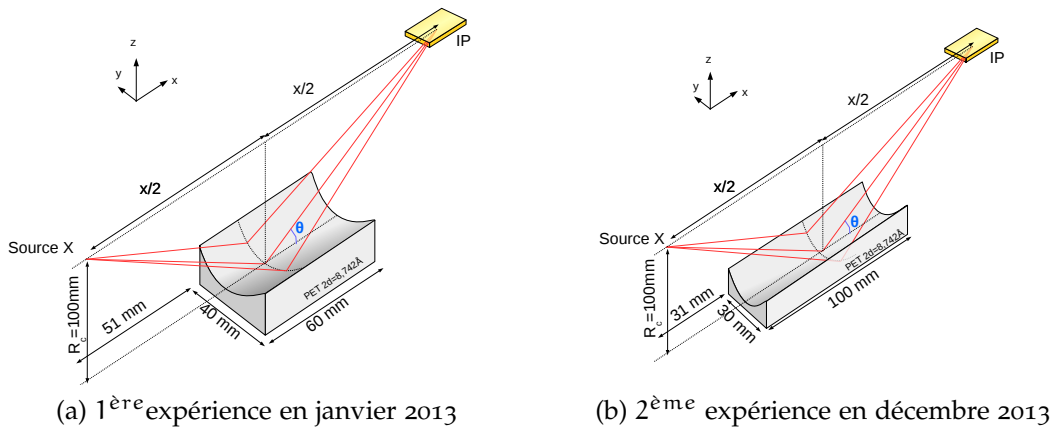 IP
z
y
x
x/2
x/2
θ
Source X
R_c=100mm
51 mm
40 mm
60 mm
PET 2d=8,742Å
(a) 1ère expérience en janvier 2013
IP
z
y
x
x/2
x/2
θ
Source X
R_c=100mm
31 mm
30 mm
100 mm
PET 2d=8,742Å
(b) 2ème expérience en décembre 2013